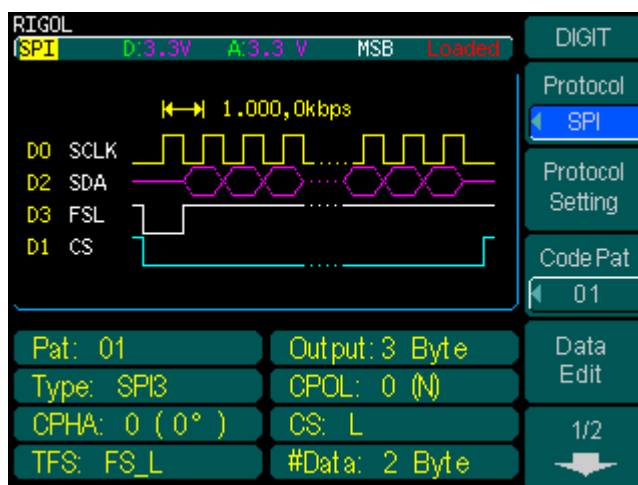 RIGOL
SPI D:3.3V A:3.3 V MSB Loaded
1.000,0kbps
D0 SCLK
D2 SDA
D3 FSL
D1 CS
Pat: 01
Output: 3 Byte
Type: SPI3
CPOL: 0 (N)
CPHA: 0 ( 0° )
CS: L
TFS: FS_L
#Data: 2 Byte
DIGIT
Protocol
SPI
Protocol
Setting
Code Pat
01
Data
Edit
1/2